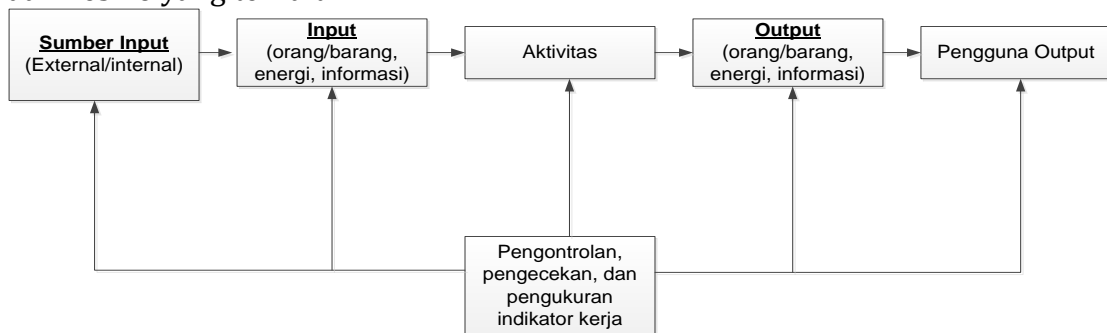 Sumber Input
(External/internal)
Input
(orang/barang,
energi, informasi)
Aktivitas
Output
(orang/barang,
energi, informasi)
Pengguna Output
Pengontrolan,
pengecekan, dan
pengukuran
indikator kerja